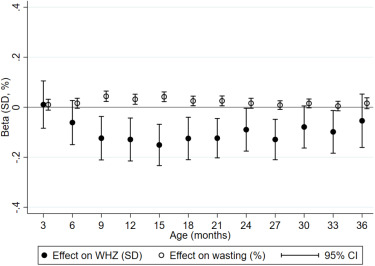 .4
.2
0
-.2
-.4
Beta (SD, %)
3 6 9 12 15 18 21 24 27 30 33 36
Age (months)
Effect on WHZ (SD) Effect on wasting (%) 95% CI